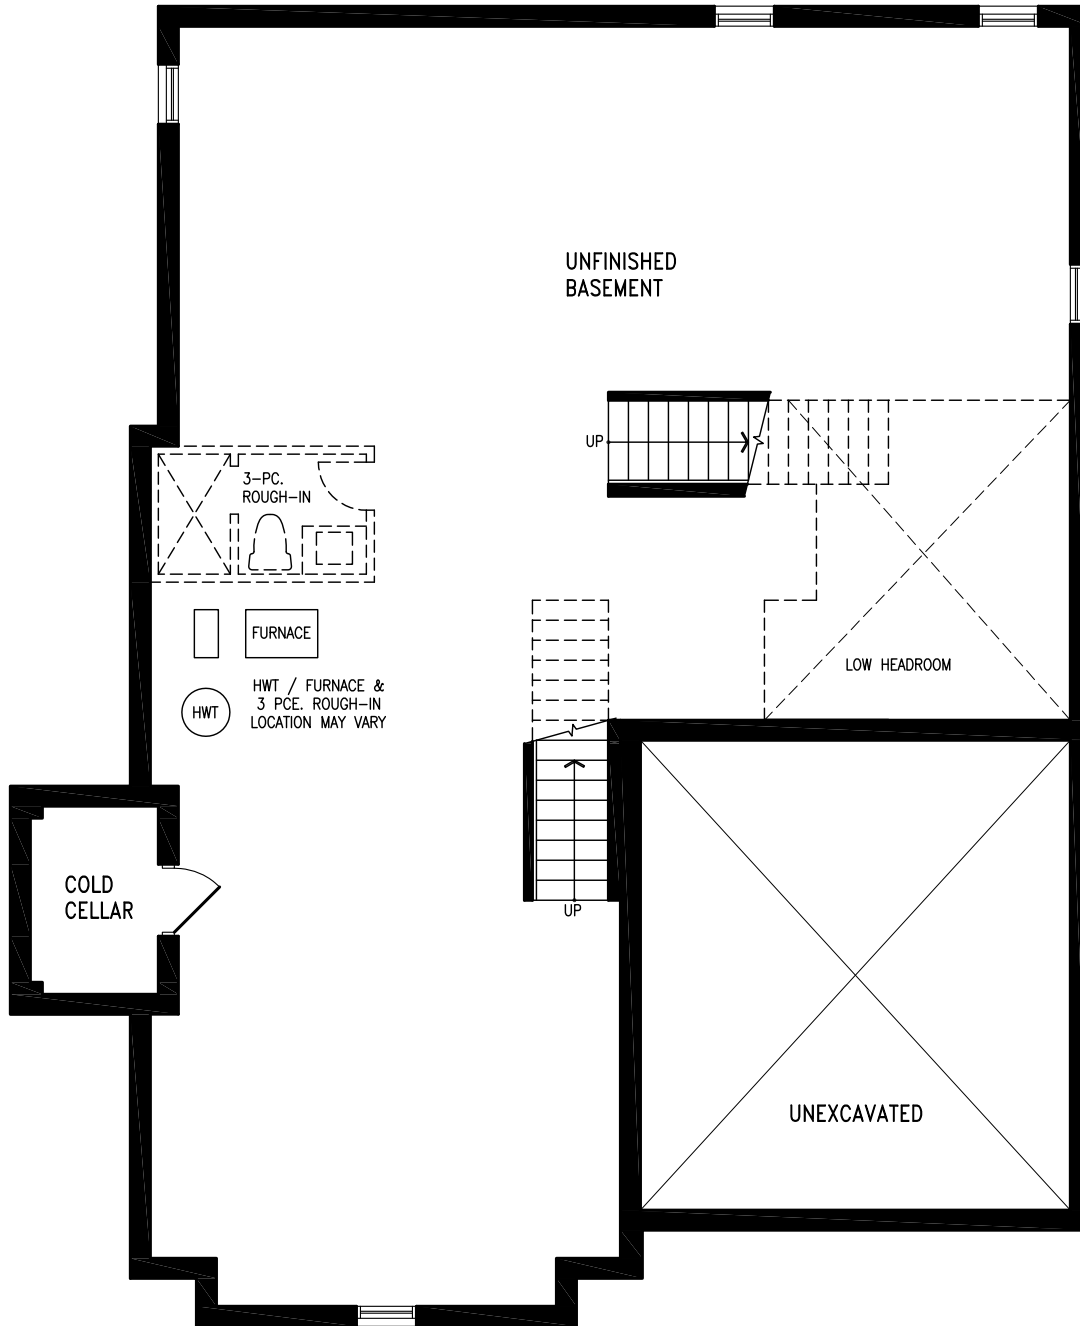 UNFINISHED
BASEMENT
UP
3-PC.
ROUGH-IN
FURNACE
LOW HEADROOM
HWT / FURNACE &
3 PCE. ROUGH-IN
LOCATION MAY VARY
HWT
COLD
CELLAR
UP
UNEXCAVATED